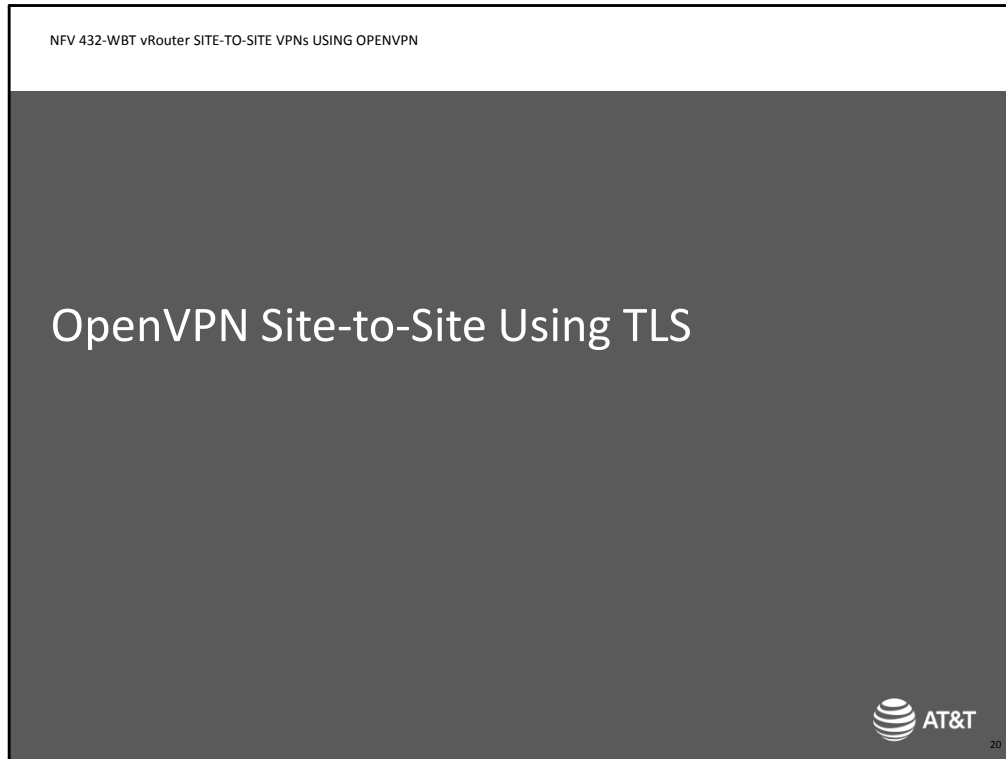 NFV 432-WBT vRouter SITE-TO-SITE VPNs USING OPENVPN
OpenVPN Site-to-Site Using TLS
AT&T
20